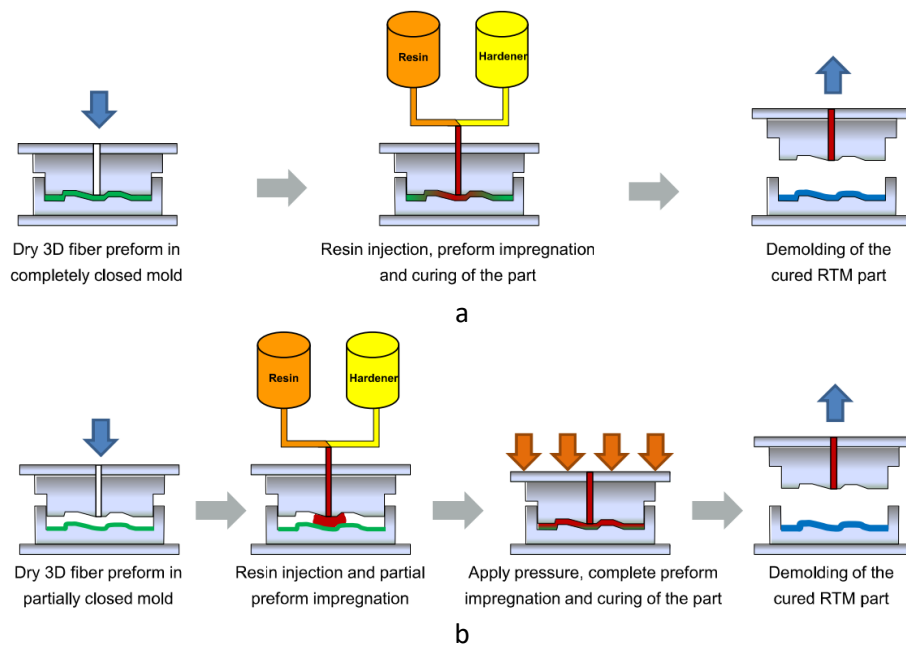 Resin
Hardener
Dry 3D fiber preform in
completely closed mold
Resin injection, preform impregnation
and curing of the part
Demolding of the
cured RTM part
a
Resin
Hardener
Dry 3D fiber preform in
partially closed mold
Resin injection and partial
preform impregnation
Apply pressure, complete preform
impregnation and curing of the part
Demolding of the
cured RTM part
b